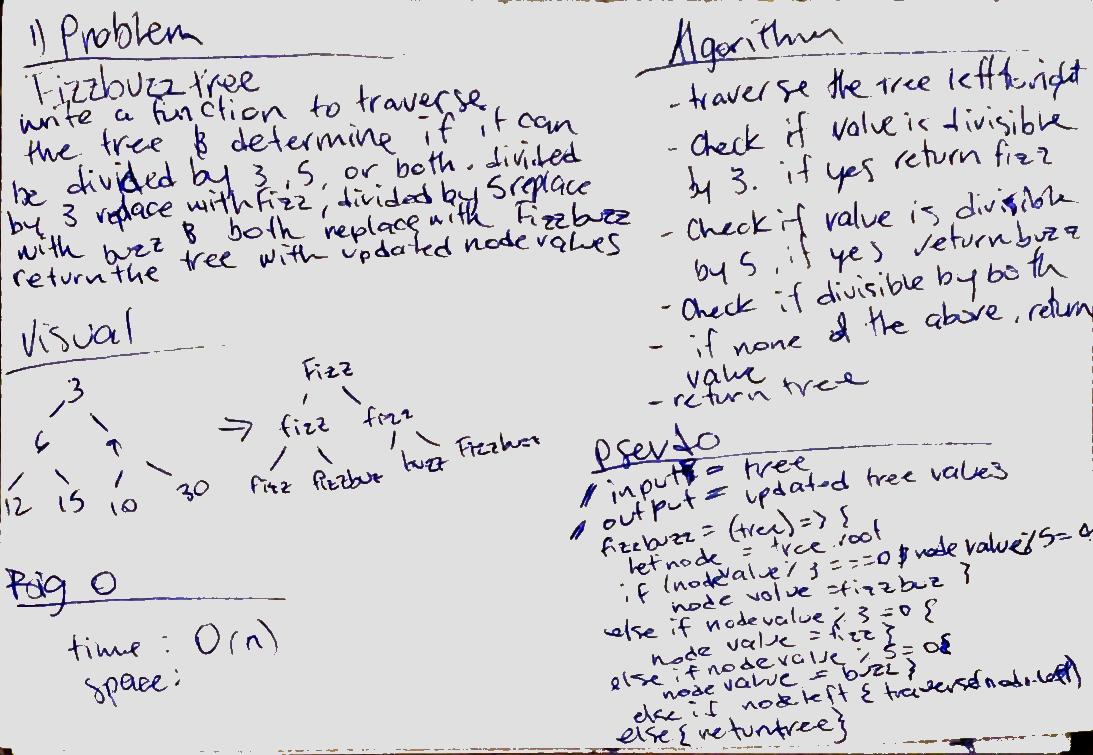 1) Problem
Fizzbuzz tree
write a function to traverse
the tree & determine if it can
be divided by 3, 5, or both. divided
by 3 replace with Fizz, divided by 5 replace
with buzz & both replace with Fizzbuzz
return the tree with updated node values
Visual
3
6
12 15 10 30
=>
Fizz
fizz fizz
fizz fizzbuz buzz Fizzbuzz
Big O
time : O(n)
space:
Algorithm
- traverse the tree left to right
- Check if value is divisible
by 3. if yes return fizz
- Check if value is divisible
by 5, if yes return buzz
- Check if divisible by both
- if none of the above, return
value
- return tree
Pseudo
// input = tree
// output = updated tree values
fizzbuzz = (tree) => {
let node = tree.root
if (node value % 3 === 0 & node value % 5 = 0
node value = fizzbuz }
else if node value % 3 = 0 {
node value = fizz }
else if node value % 5 = 0 {
node value = buzz }
else if node left { traverse(node.left)
else { return tree }